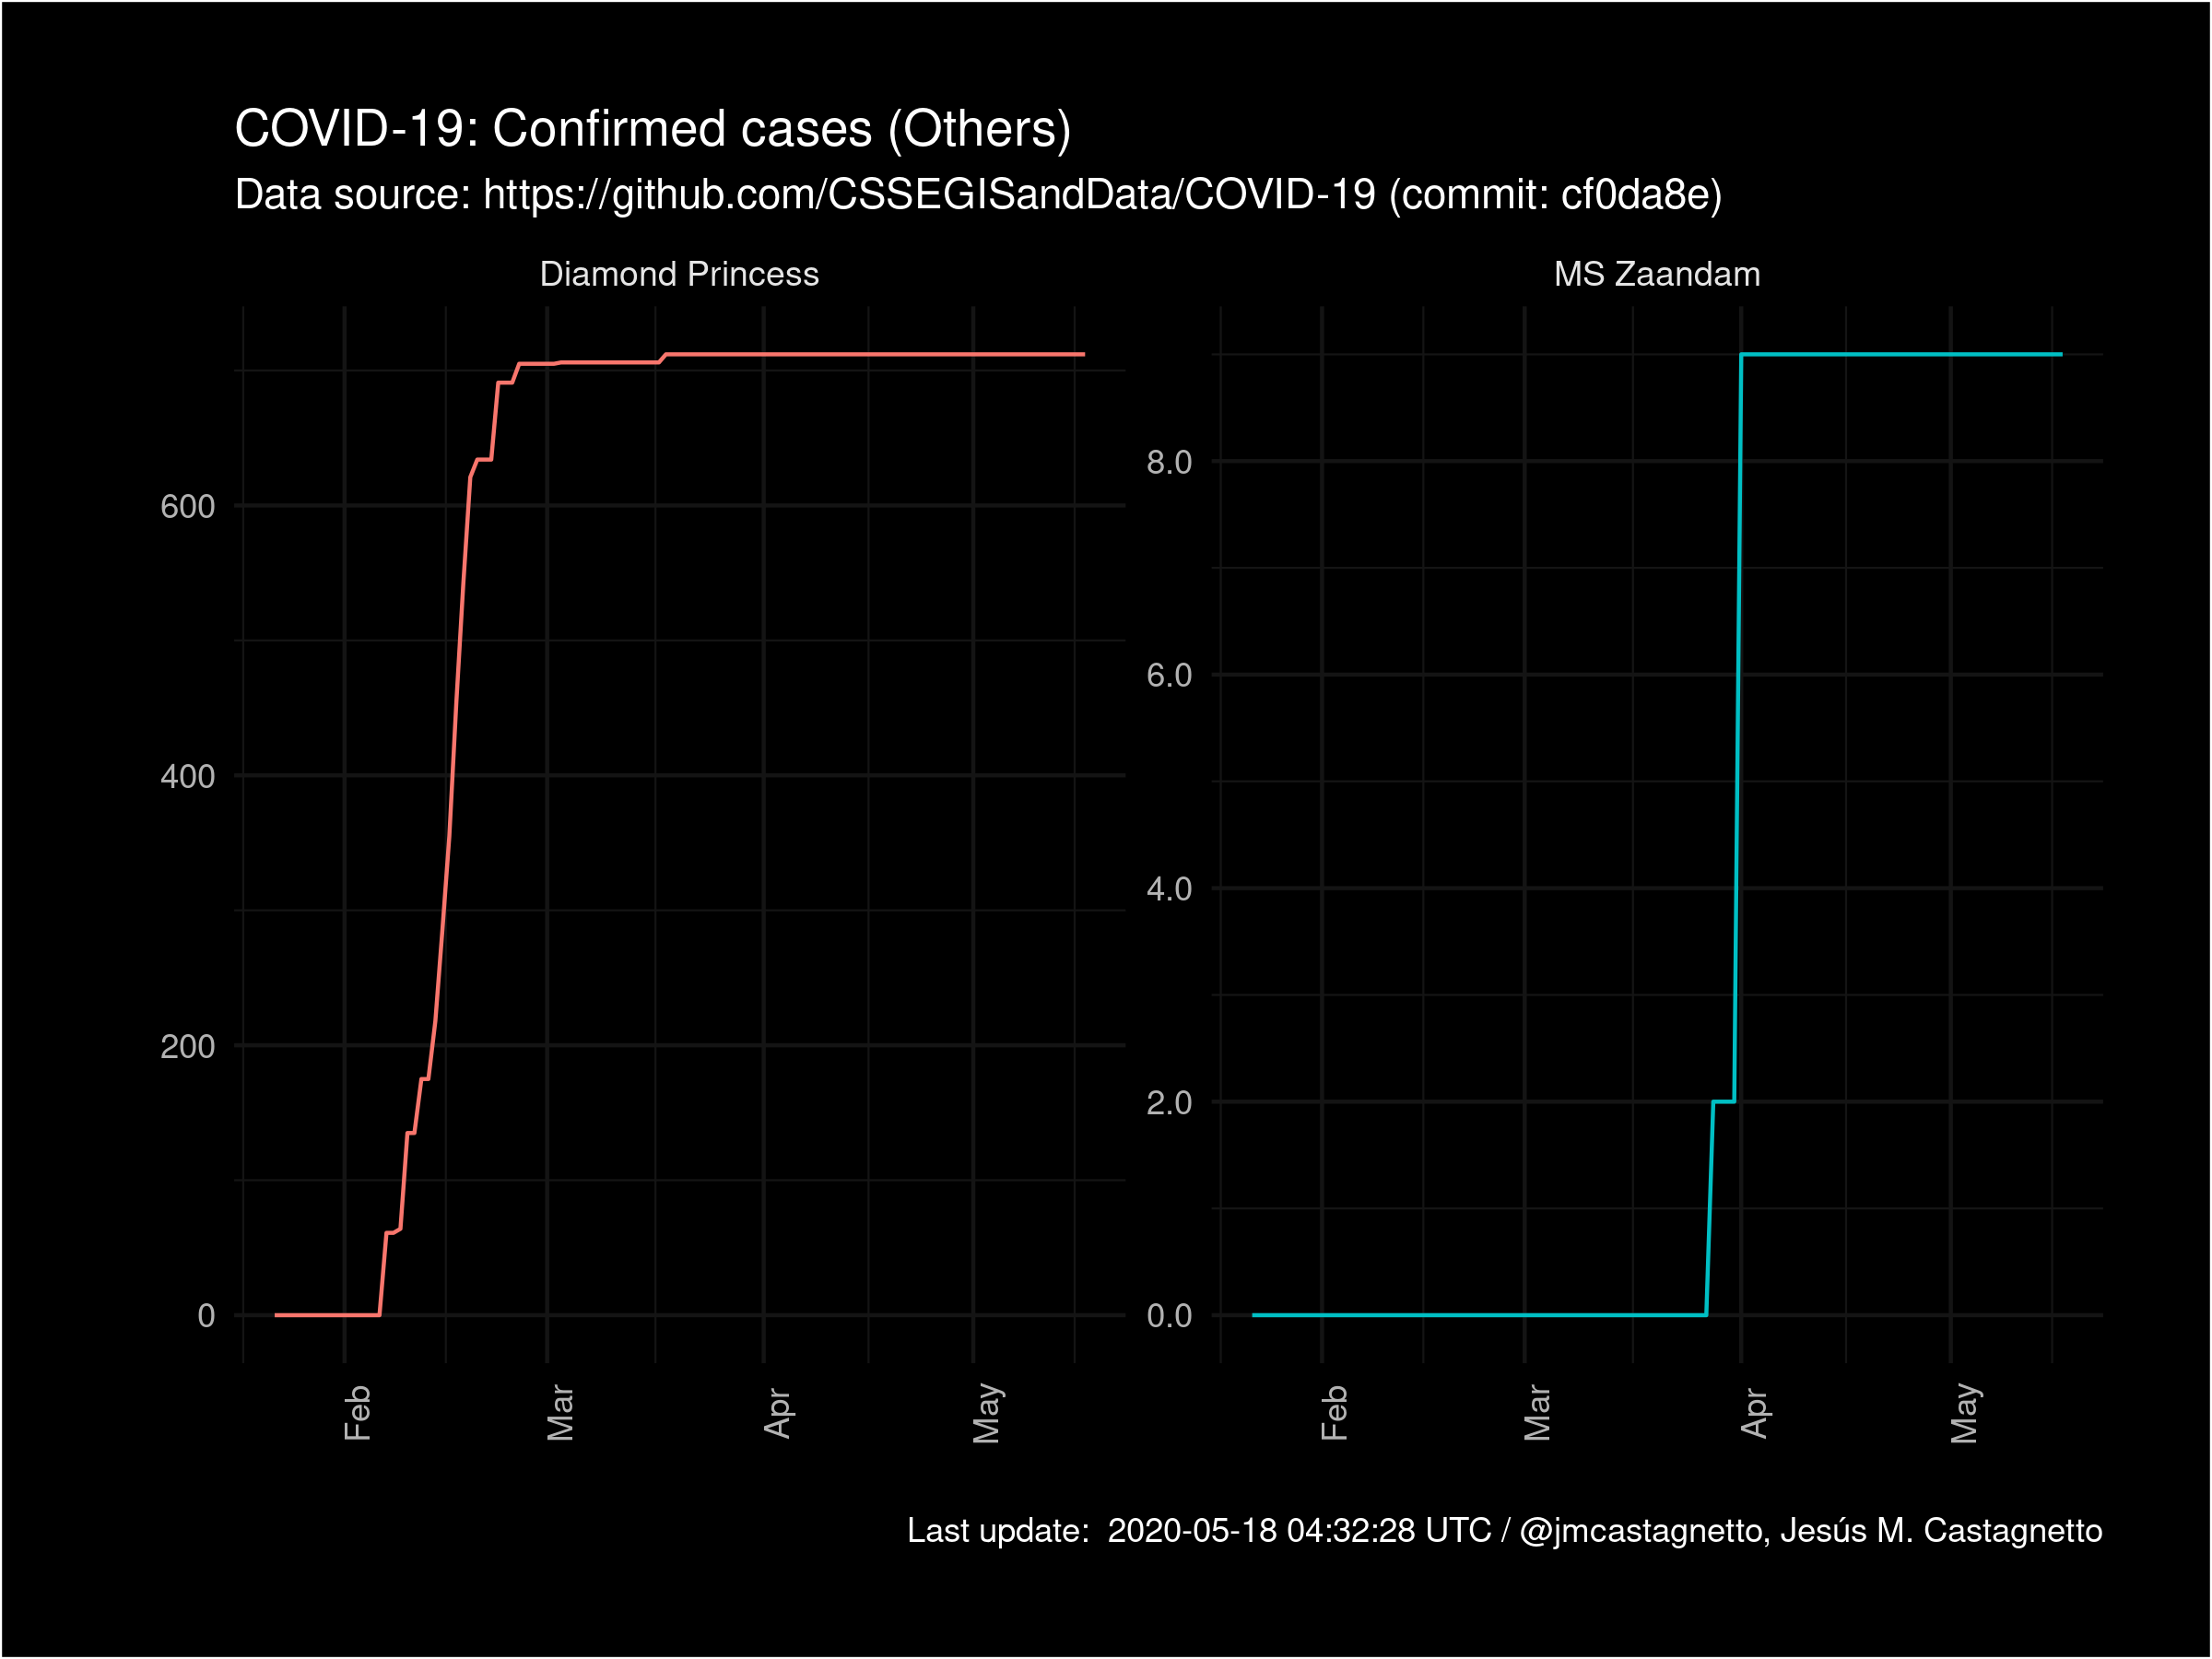 COVID-19: Confirmed cases (Others)
Data source: https://github.com/CSSEGISandData/COVID-19 (commit: cf0da8e)
Diamond Princess
600
400
200
0
Feb
Mar
Apr
May
MS Zaandam
8.0
6.0
4.0
2.0
0.0
Feb
Mar
Apr
May
Last update:  2020-05-18 04:32:28 UTC / @jmcastagnetto, Jesús M. Castagnetto